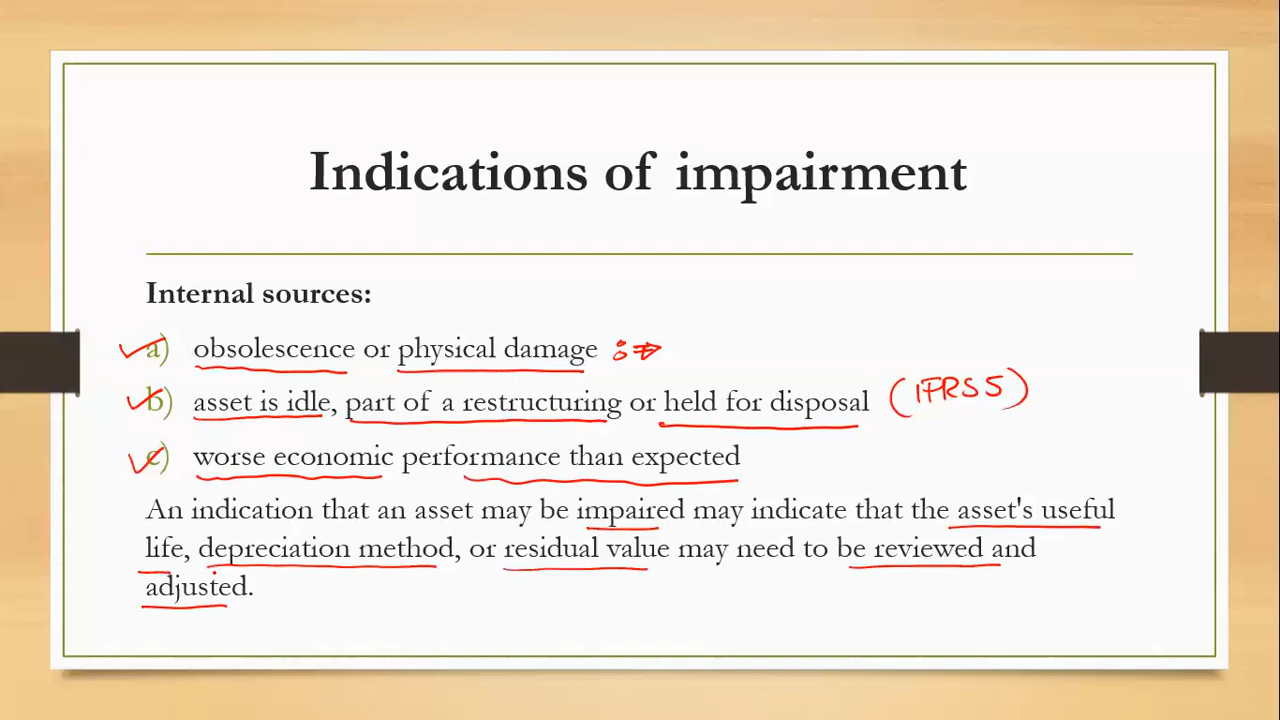 Indications of impairment
Internal sources:
a) obsolescence or physical damage
b) asset is idle, part of a restructuring or held for disposal (IFRS 5)
c) worse economic performance than expected
An indication that an asset may be impaired may indicate that the asset's useful
life, depreciation method, or residual value may need to be reviewed and
adjusted.